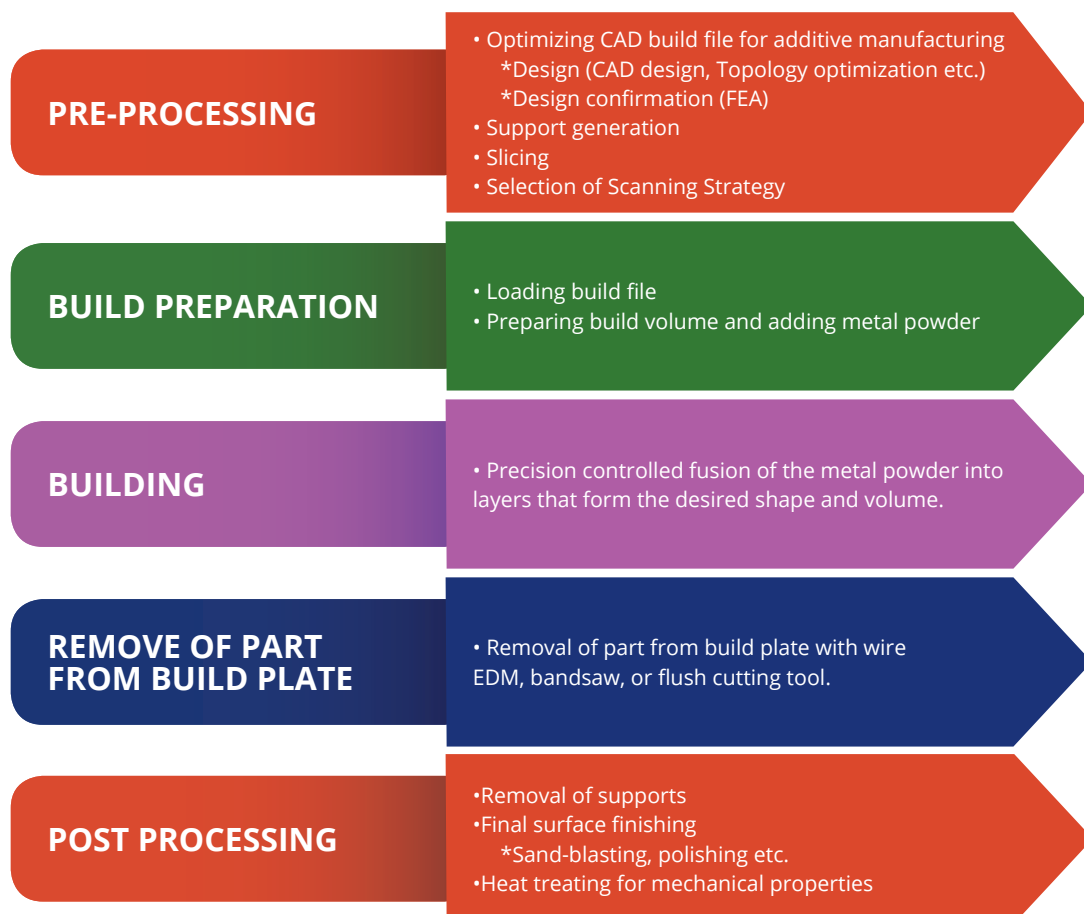 PRE-PROCESSING
• Optimizing CAD build file for additive manufacturing
*Design (CAD design, Topology optimization etc.)
*Design confirmation (FEA)
• Support generation
• Slicing
• Selection of Scanning Strategy
BUILD PREPARATION
• Loading build file
• Preparing build volume and adding metal powder
BUILDING
• Precision controlled fusion of the metal powder into
layers that form the desired shape and volume.
REMOVE OF PART
FROM BUILD PLATE
• Removal of part from build plate with wire
EDM, bandsaw, or flush cutting tool.
POST PROCESSING
•Removal of supports
•Final surface finishing
*Sand-blasting, polishing etc.
•Heat treating for mechanical properties